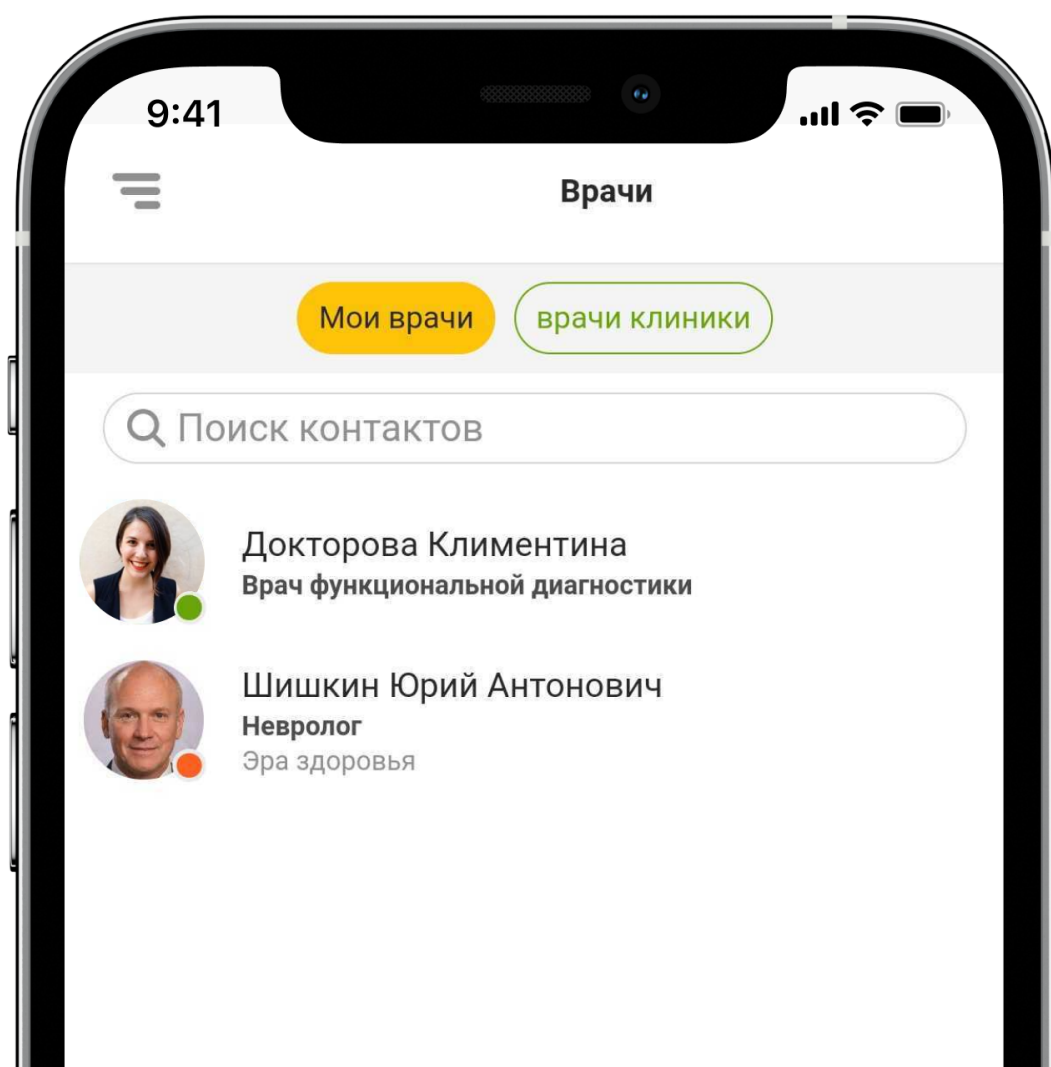 9:41
Врачи
Мои врачи
врачи клиники
Поиск контактов
Докторова Климентина
Врач функциональной диагностики
Шишкин Юрий Антонович
Невролог
Эра здоровья